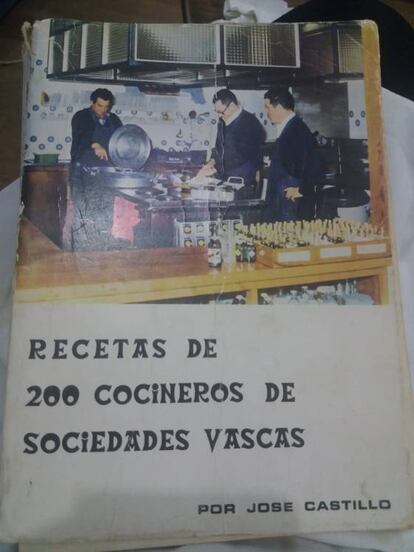 RECETAS DE
200 COCINEROS DE
SOCIEDADES VASCAS
POR JOSE CASTILLO